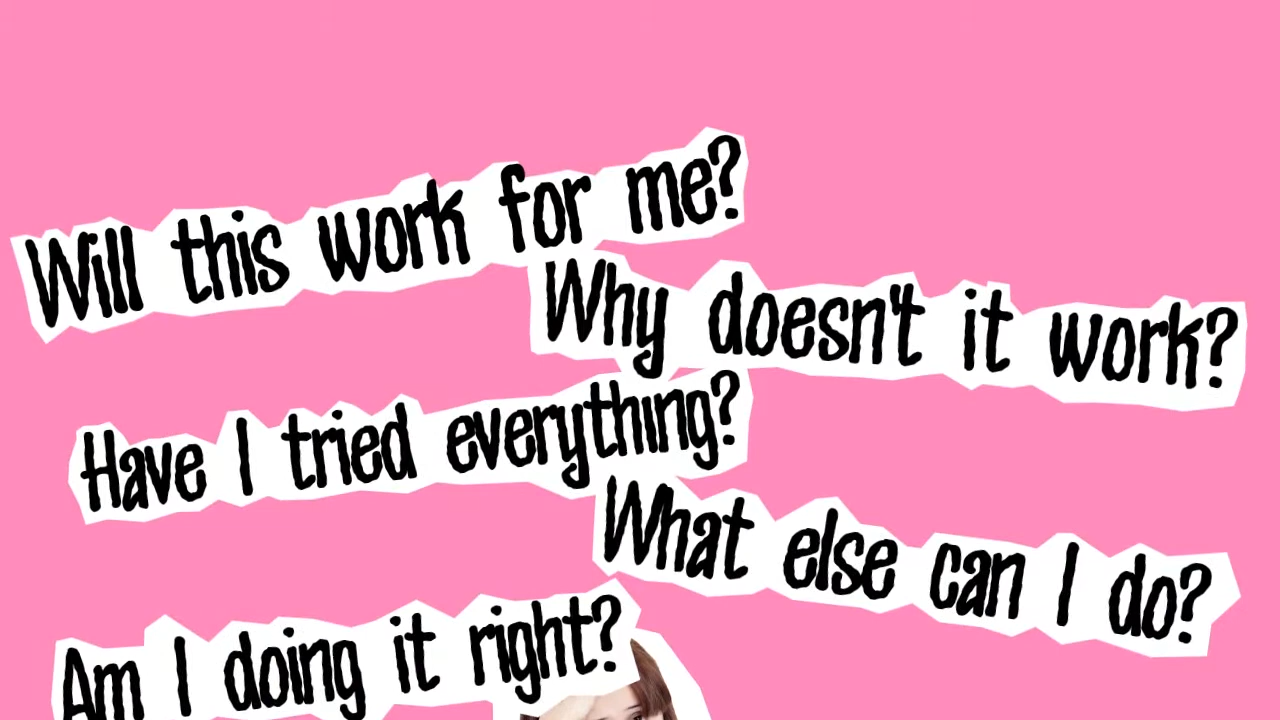 Will this work for me?
Why doesn't it work?
Have I tried everything?
What else can I do?
Am I doing it right?